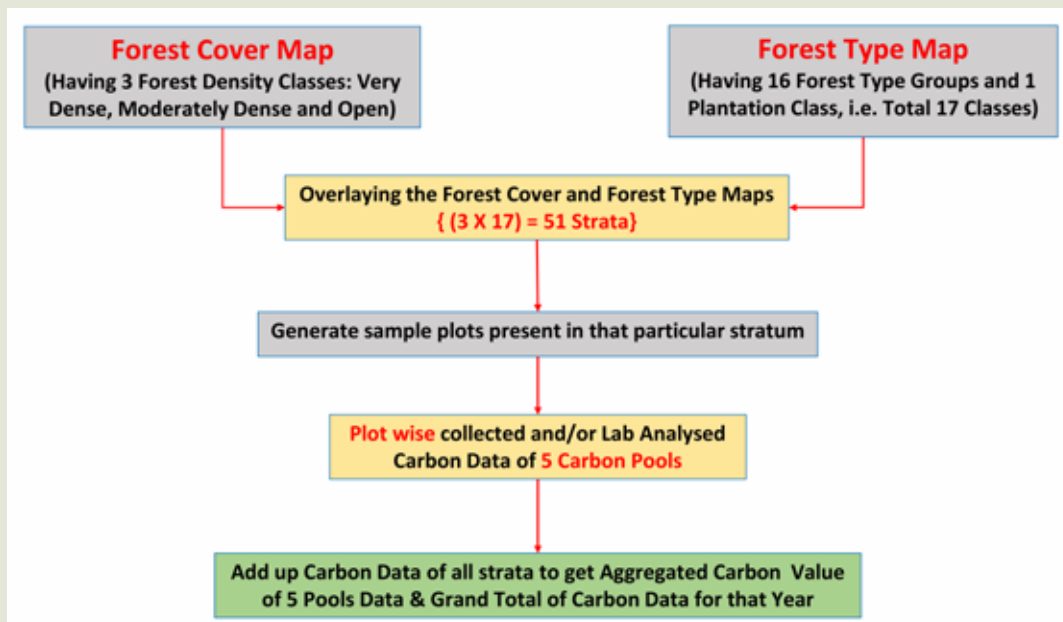 Forest Cover Map
(Having 3 Forest Density Classes: Very
Dense, Moderately Dense and Open)
Forest Type Map
(Having 16 Forest Type Groups and 1
Plantation Class, i.e. Total 17 Classes)
Overlaying the Forest Cover and Forest Type Maps
{ (3 X 17) = 51 Strata}
Generate sample plots present in that particular stratum
Plot wise collected and/or Lab Analysed
Carbon Data of 5 Carbon Pools
Add up Carbon Data of all strata to get Aggregated Carbon Value
of 5 Pools Data & Grand Total of Carbon Data for that Year